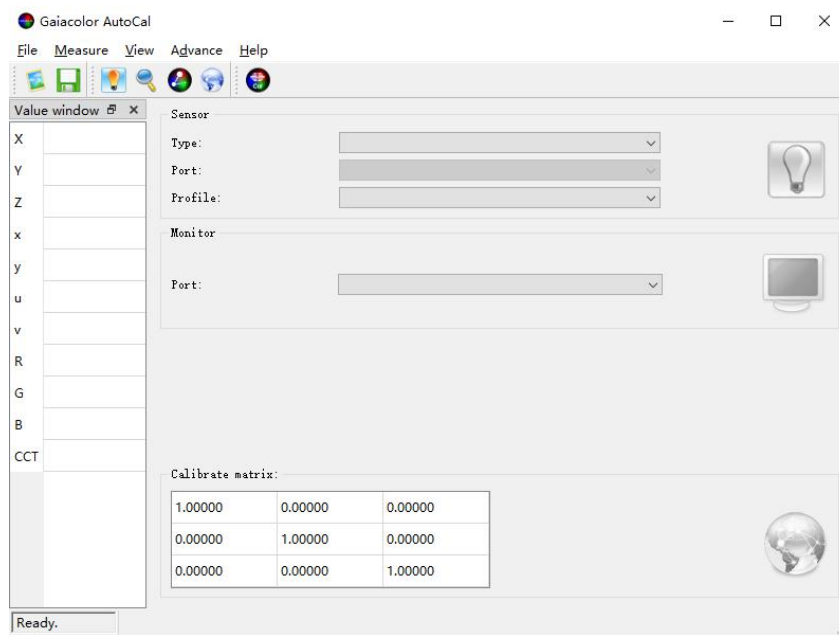 Gaiacolor AutoCal
File Measure View Advance Help
Value window
X
Y
Z
x
y
u
v
R
G
B
CCT
Sensor
Type:
Port:
Profile:
Monitor
Port:
Calibrate matrix:
1.00000 0.00000 0.00000
0.00000 1.00000 0.00000
0.00000 0.00000 1.00000
Ready.